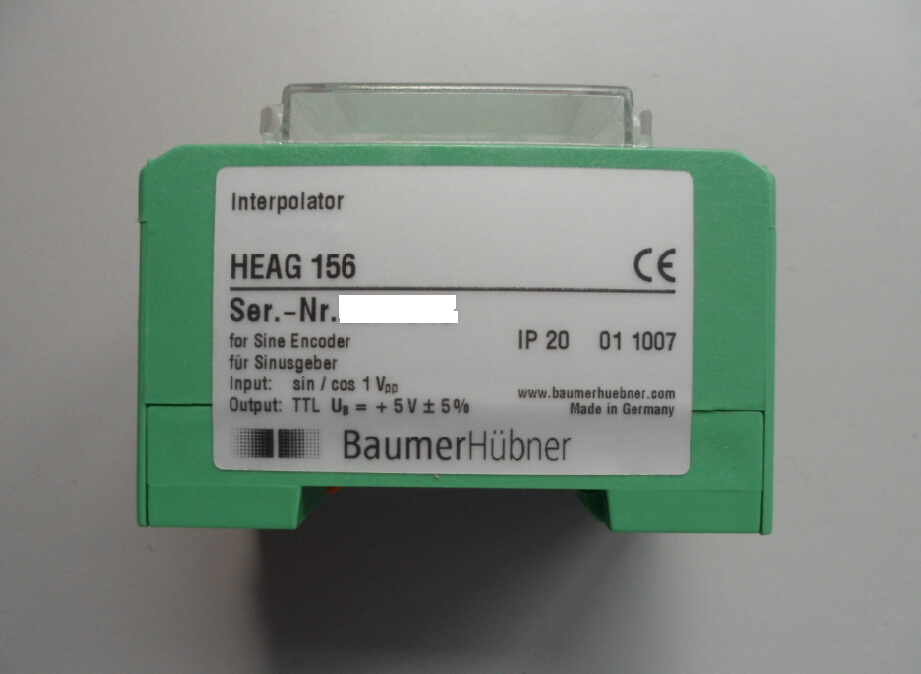 Interpolator
HEAG 156 CE
Ser.-Nr.
for Sine Encoder IP 20 01 1007
für Sinusgeber
Input: sin / cos 1 Vpp www.baumerhuebner.com
Output: TTL UB = + 5 V ± 5% Made in Germany
BaumerHübner